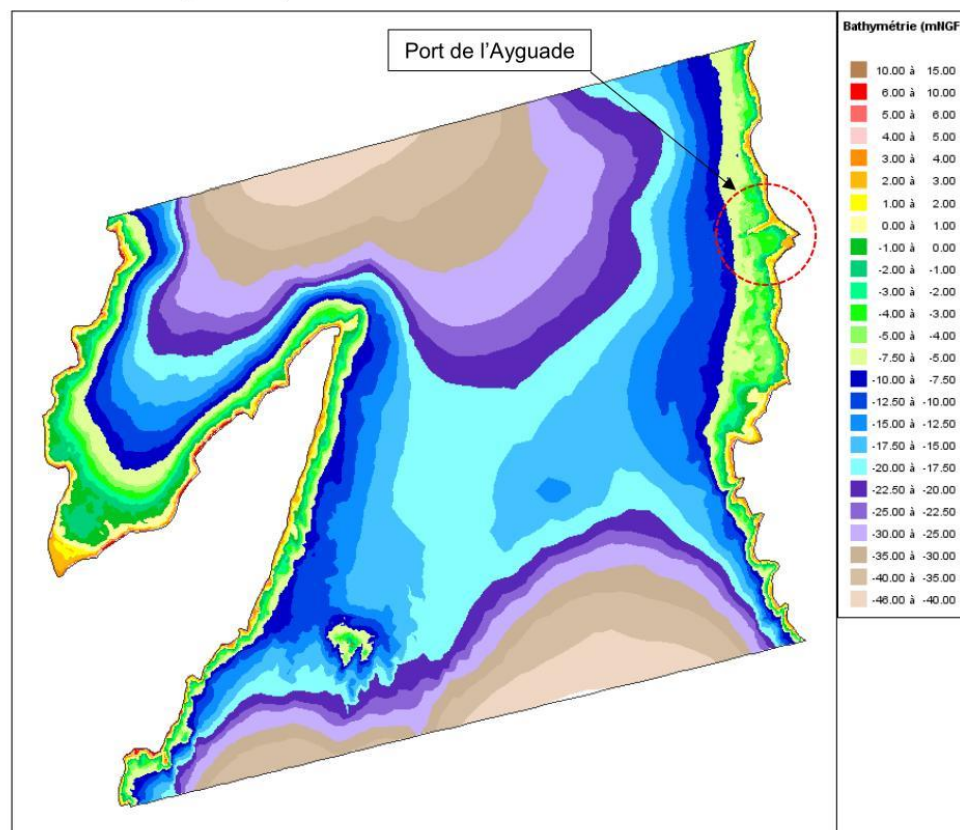 Port de l'Ayguade
Bathymétrie (mNGF
10.00 à 15.00
6.00 à 10.00
5.00 à 6.00
4.00 à 5.00
3.00 à 4.00
2.00 à 3.00
1.00 à 2.00
0.00 à 1.00
-1.00 à 0.00
-2.00 à -1.00
-3.00 à -2.00
-4.00 à -3.00
-5.00 à -4.00
-7.50 à -5.00
-10.00 à -7.50
-12.50 à -10.00
-15.00 à -12.50
-17.50 à -15.00
-20.00 à -17.50
-22.50 à -20.00
-25.00 à -22.50
-30.00 à -25.00
-35.00 à -30.00
-40.00 à -35.00
-46.00 à -40.00